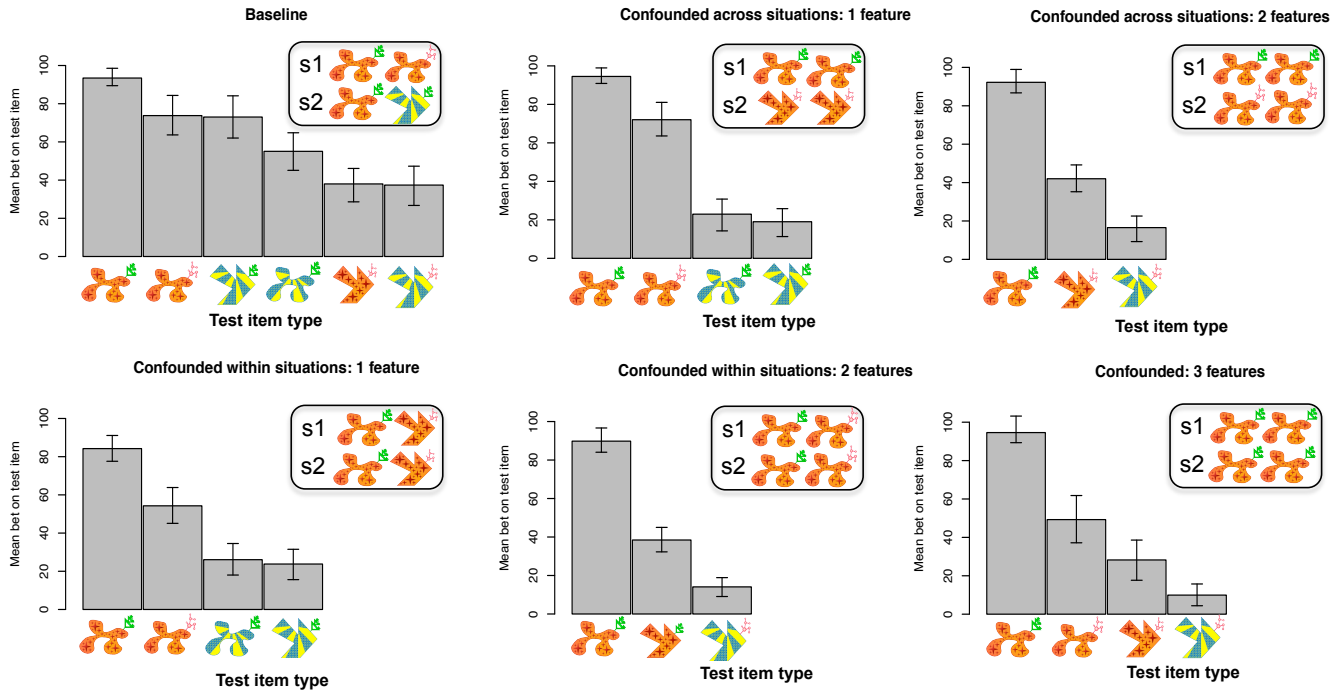 Baseline
Mean bet on test item
0 20 40 60 80 100
s1
s2
Test item type
Confounded across situations: 1 feature
Mean bet on test item
0 20 40 60 80 100
s1
s2
Test item type
Confounded across situations: 2 features
Mean bet on test item
0 20 40 60 80 100
s1
s2
Test item type
Confounded within situations: 1 feature
Mean bet on test item
0 20 40 60 80 100
s1
s2
Test item type
Confounded within situations: 2 features
Mean bet on test item
0 20 40 60 80 100
s1
s2
Test item type
Confounded: 3 features
Mean bet on test item
0 20 40 60 80 100
s1
s2
Test item type